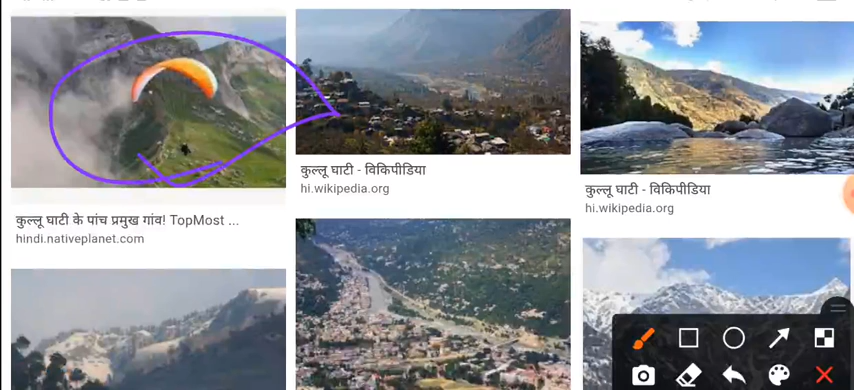 कुल्लू घाटी के पांच प्रमुख गांव! TopMost ...
hindi.nativeplanet.com
कुल्लू घाटी - विकिपीडिया
hi.wikipedia.org
कुल्लू घाटी - विकिपीडिया
hi.wikipedia.org